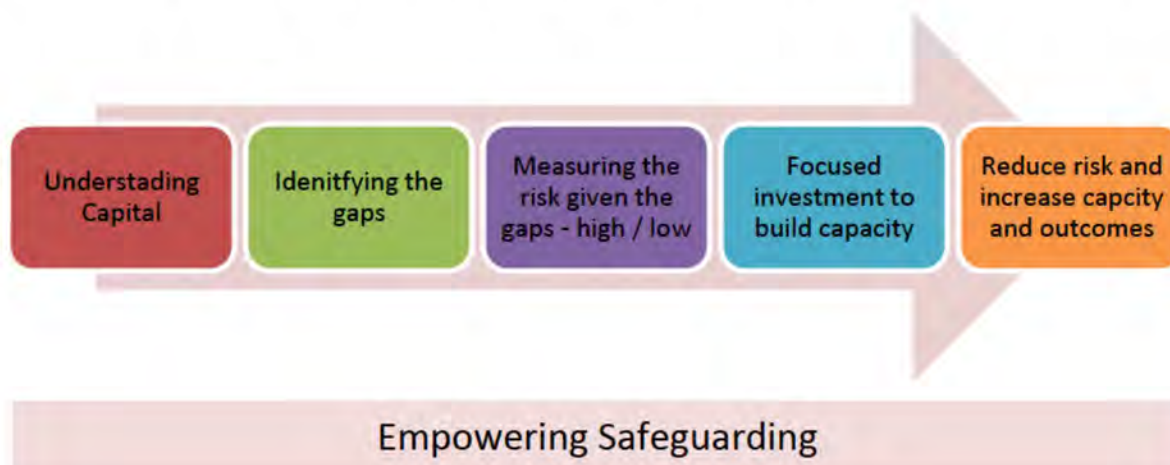 Understading
Capital
Idenitfying the
gaps
Measuring the
risk given the
gaps - high / low
Focused
investment to
build capacity
Reduce risk and
increase capcity
and outcomes
Empowering Safeguarding